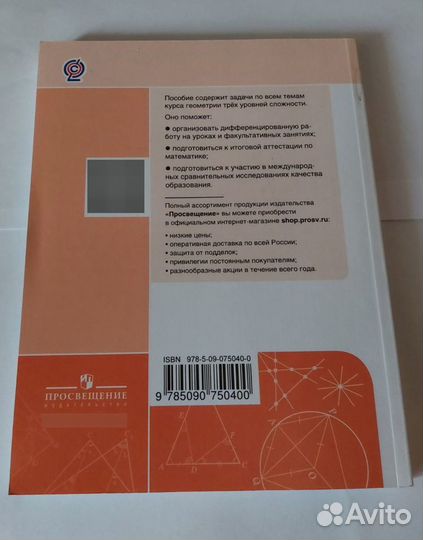 Пособие содержит задачи по всем темам
курса геометрии трёх уровней сложности.
Оно поможет:
● организовать дифференцированную ра-
боту на уроках и факультативных занятиях;
● подготовиться к итоговой аттестации по
математике;
● подготовиться к участию в международ-
ных сравнительных исследованиях качества
образования.
Полный ассортимент продукции издательства
«Просвещение» вы можете приобрести
в официальном интернет-магазине shop.prosv.ru:
• низкие цены;
• оперативная доставка по всей России;
• защита от подделок;
• привилегии постоянным покупателям;
• разнообразные акции в течение всего года.
ISBN 978-5-09-075040-0
9 785090 750400
ПРОСВЕЩЕНИЕ
ИЗДАТЕЛЬСТВО
E
F
A
D
C
P
Q
Avito